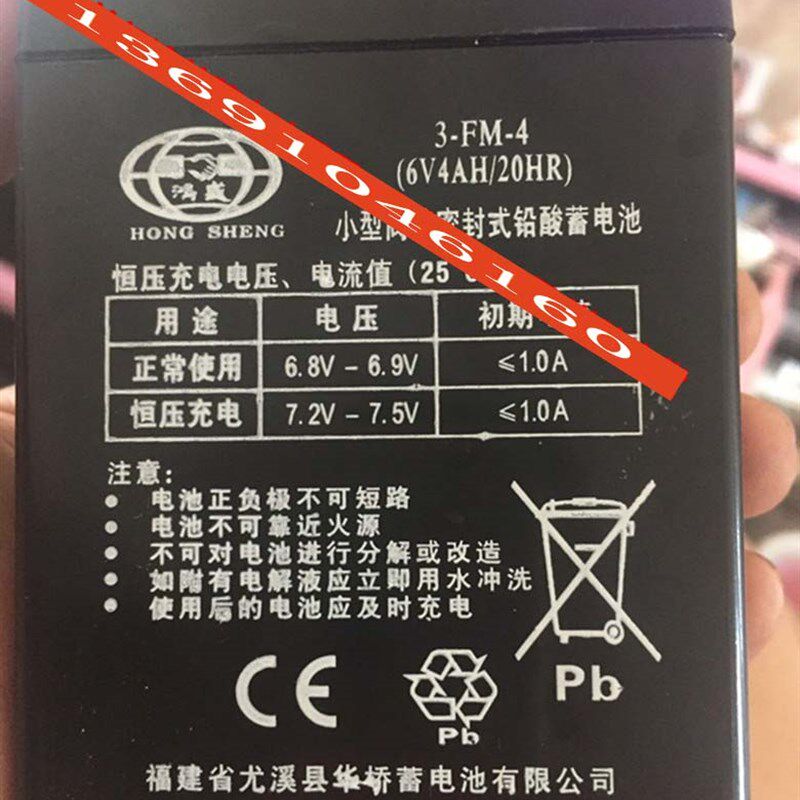 13691046160
3-FM-4
(6V4AH/20HR)
鸿盛
HONG SHENG
小型 密封式铅酸蓄电池
恒压充电电压、电流值(25
用途 电压 初期
正常使用 6.8V - 6.9V ≤1.0A
恒压充电 7.2V - 7.5V ≤1.0A
注意:
• 电池正负极不可短路
• 电池不可靠近火源
• 不可对电池进行分解或改造
• 如附有电解液应立即用水冲洗
• 使用后的电池应及时充电
CE
Pb
Pb
福建省尤溪县华桥蓄电池有限公司